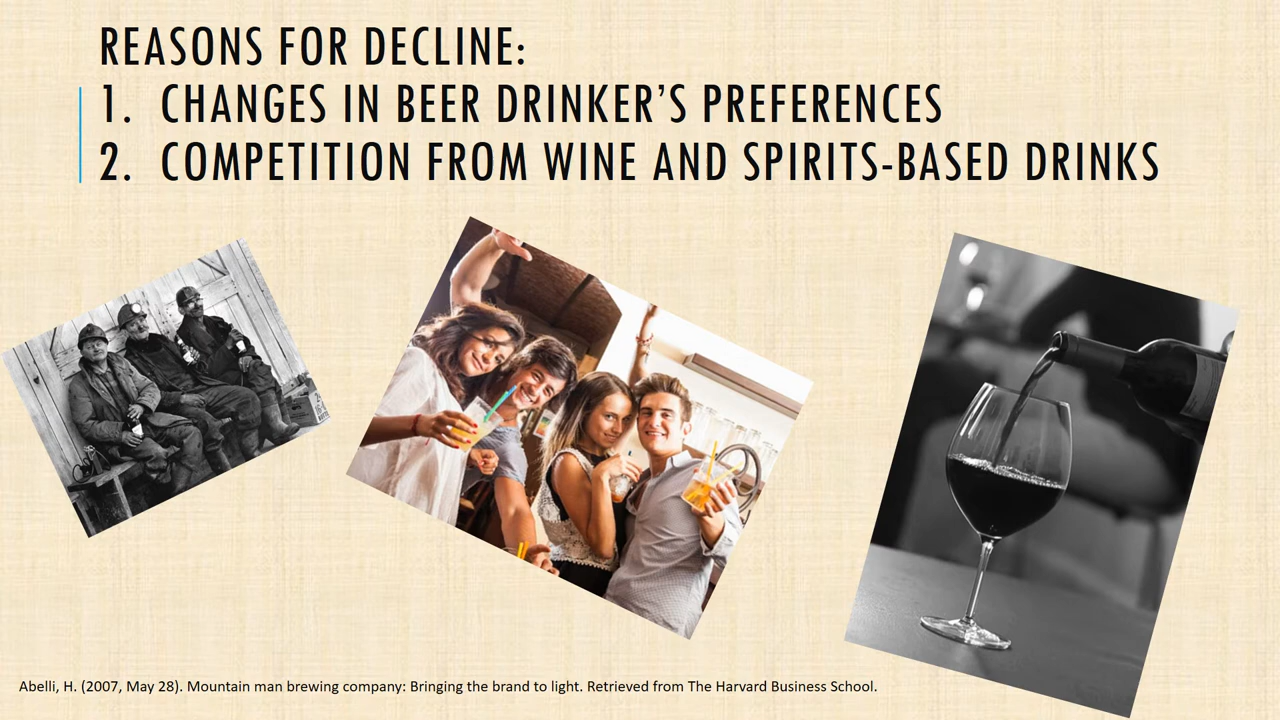 REASONS FOR DECLINE:
1. CHANGES IN BEER DRINKER’S PREFERENCES
2. COMPETITION FROM WINE AND SPIRITS-BASED DRINKS
Abelli, H. (2007, May 28). Mountain man brewing company: Bringing the brand to light. Retrieved from The Harvard Business School.